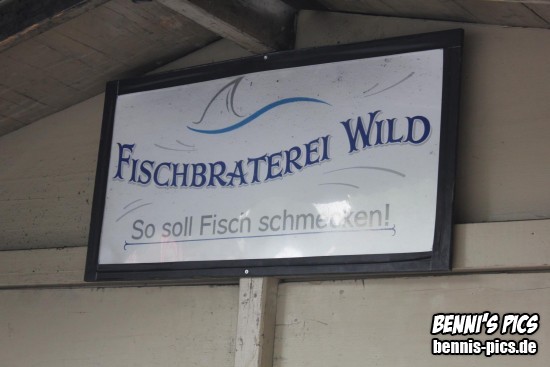 Fischbraterei Wild
So soll Fisch schmecken!
BENNI'S PICS
bennis-pics.de